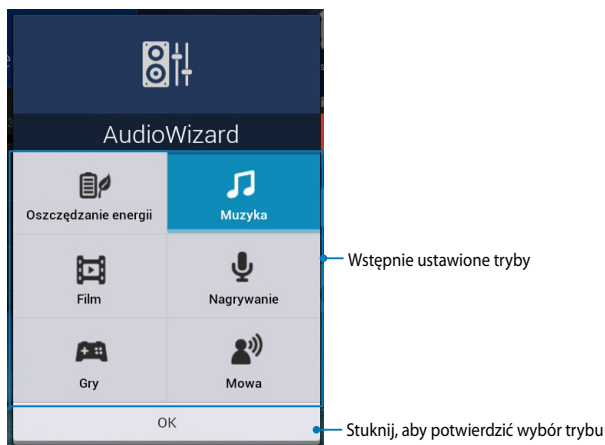 AudioWizard
Oszczędzanie energii
Muzyka
Film
Nagrywanie
Gry
Mowa
OK
Wstępnie ustawione tryby
Stuknij, aby potwierdzić wybór trybu